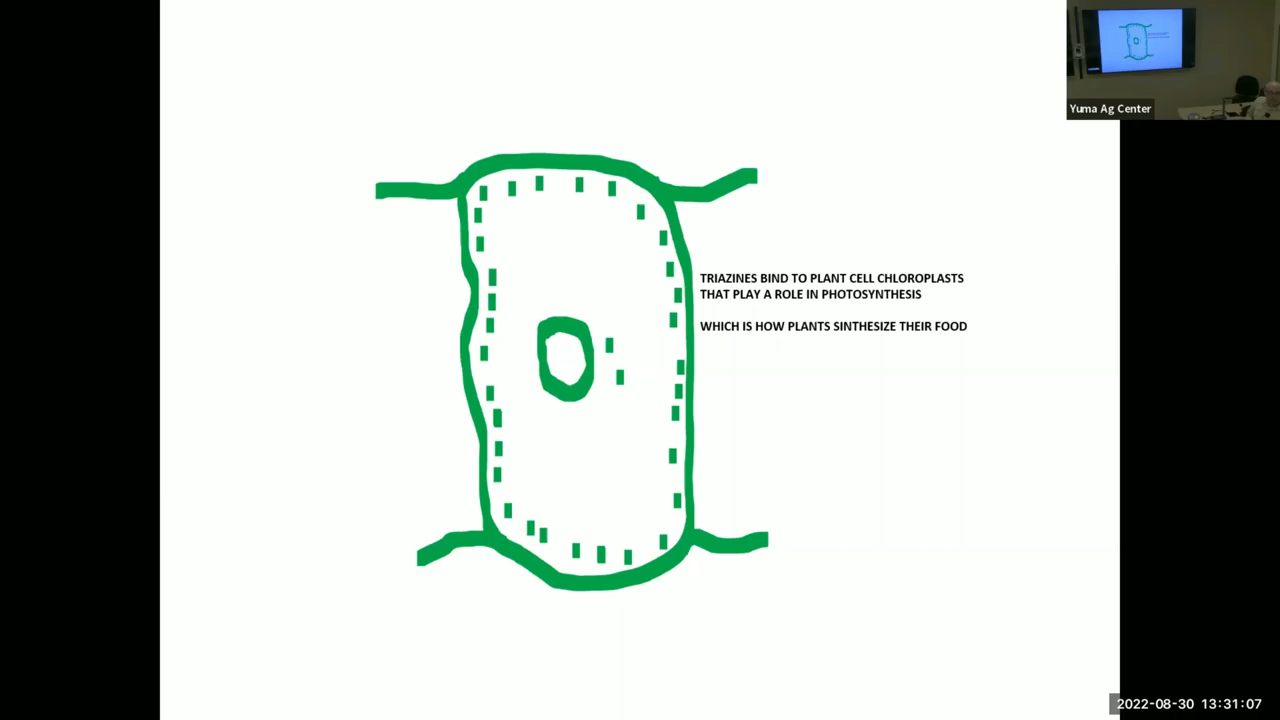 Yuma Ag Center
TRIAZINES BIND TO PLANT CELL CHLOROPLASTS
THAT PLAY A ROLE IN PHOTOSYNTHESIS
WHICH IS HOW PLANTS SINTHESIZE THEIR FOOD
2022-08-30 13:31:07